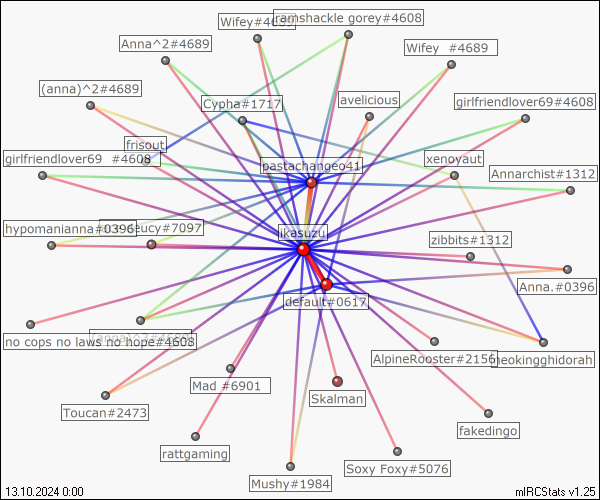 Wifey#4689
ramshackle gorey#4608
Anna^2#4689
Wifey #4689
(anna)^2#4689
Cypha#1717
avelicious
girlfriendlover69#4608
frisout
girlfriendlover69 #4608
pastachangeo41
xenoyaut
Annarchist#1312
hypomanianna#0396
eucy#7097
ikasuzu
zibbits#1312
Anna.#0396
default#0617
no cops no laws no hope#4608
AlpineRooster#2156
neokingghidorah
Mad #6901
Skalman
Toucan#2473
fakedingo
rattgaming
Mushy#1984
Soxy Foxy#5076
13.10.2024 0:00
mIRCStats v1.25